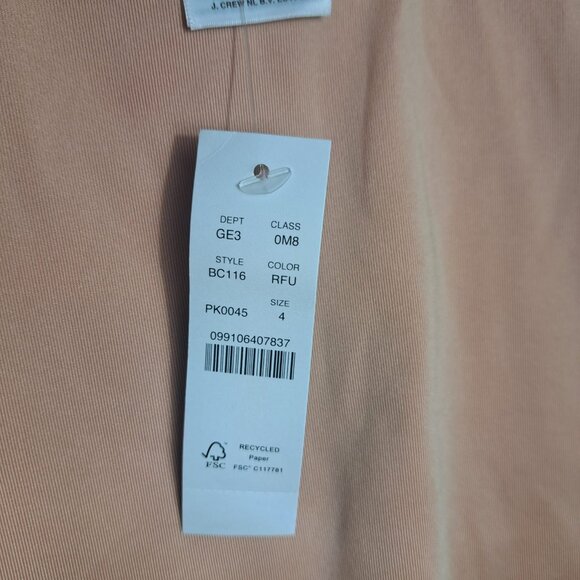 J. CREW NL B.V.
DEPT CLASS
GE3 0M8
STYLE COLOR
BC116 RFU
PK0045 SIZE
4
099106407837
FSC
RECYCLED
Paper
FSC® C117781